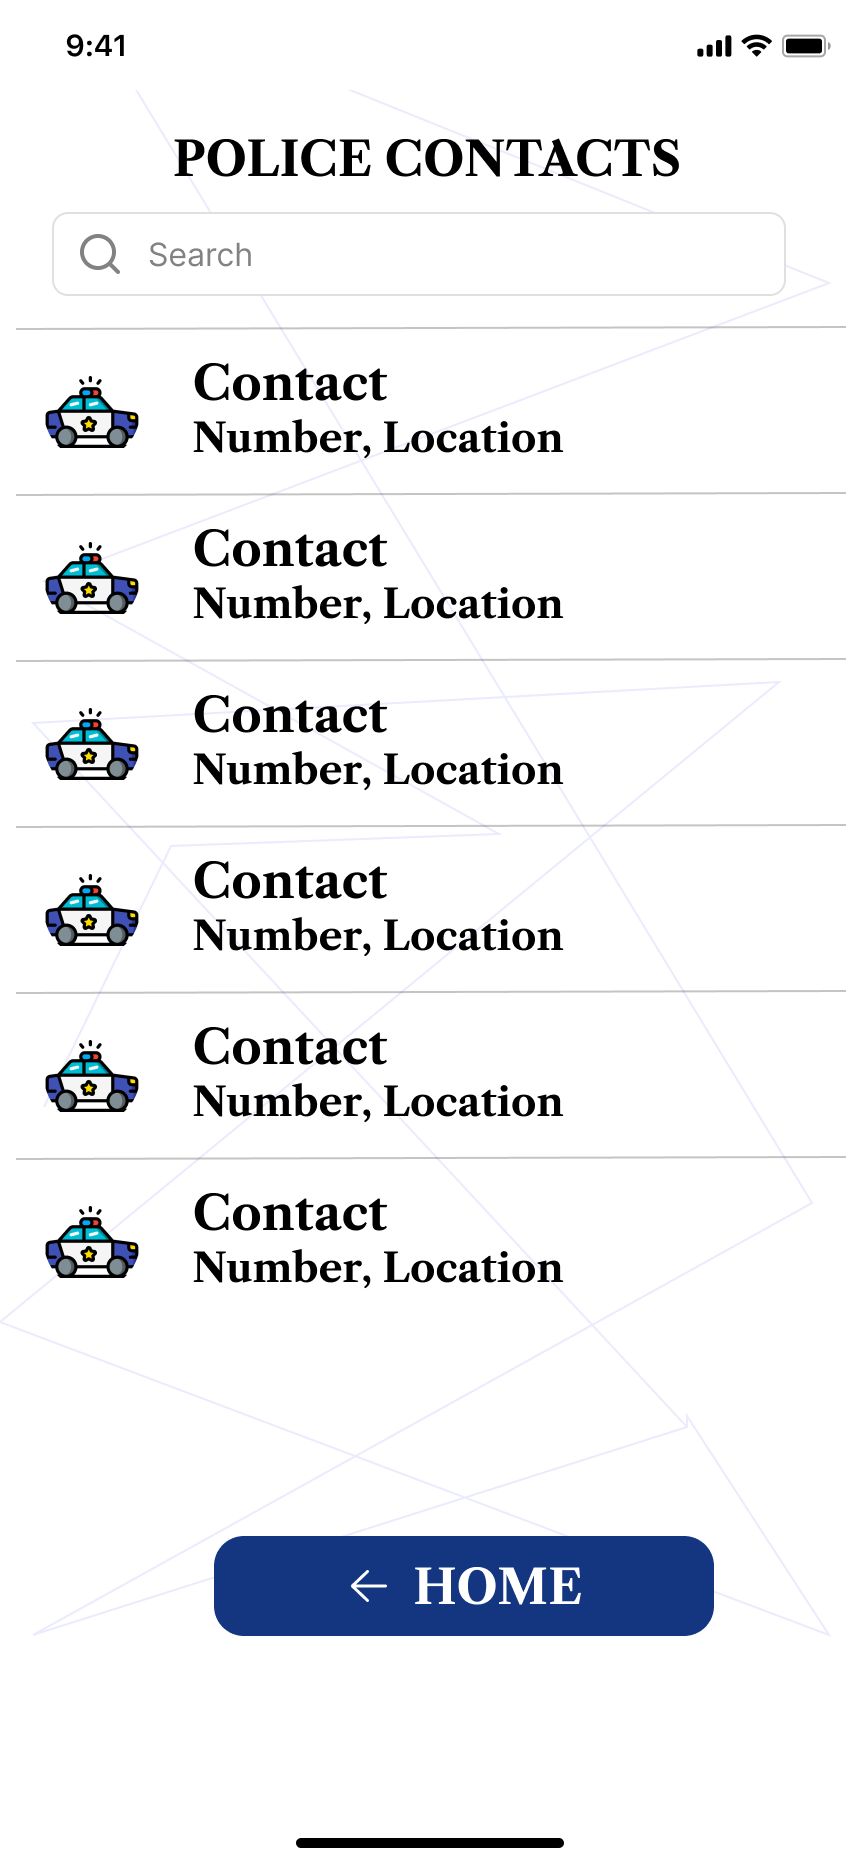 9:41
POLICE CONTACTS
Search
Contact
Number, Location
Contact
Number, Location
Contact
Number, Location
Contact
Number, Location
Contact
Number, Location
Contact
Number, Location
HOME